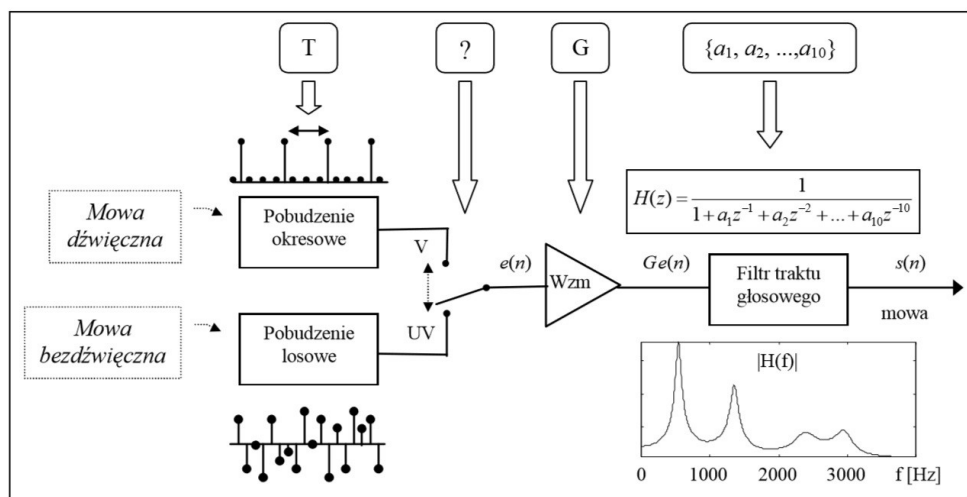 T
?
G
{a₁, a₂, ...,a₁₀}
H(z) = 1 / (1 + a₁z⁻¹ + a₂z⁻² + ... + a₁₀z⁻¹⁰)
Mowa
dźwięczna
Pobudzenie
okresowe
V
e(n)
Wzm
Ge(n)
Filtr traktu
głosowego
s(n)
mowa
Mowa
bezdźwięczna
Pobudzenie
losowe
UV
|H(f)|
0 1000 2000 3000 f [Hz]